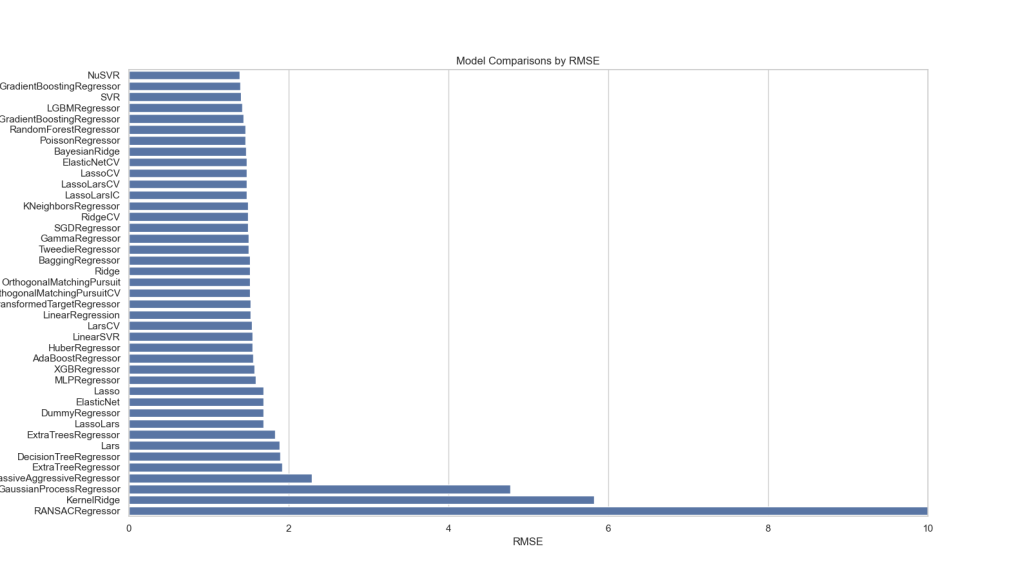 Model Comparisons by RMSE
NuSVR
GradientBoostingRegressor
SVR
LGBMRegressor
GradientBoostingRegressor
RandomForestRegressor
PoissonRegressor
BayesianRidge
ElasticNetCV
LassoCV
LassoLarsCV
LassoLarsIC
KNeighborsRegressor
RidgeCV
SGDRegressor
GammaRegressor
TweedieRegressor
BaggingRegressor
Ridge
OrthogonalMatchingPursuit
thogonalMatchingPursuitCV
ansformedTargetRegressor
LinearRegression
LarsCV
LinearSVR
HuberRegressor
AdaBoostRegressor
XGBRegressor
MLPRegressor
Lasso
ElasticNet
DummyRegressor
LassoLars
ExtraTreesRegressor
Lars
DecisionTreeRegressor
ExtraTreeRegressor
assiveAggressiveRegressor
GaussianProcessRegressor
KernelRidge
RANSACRegressor
0 2 4 6 8 10
RMSE